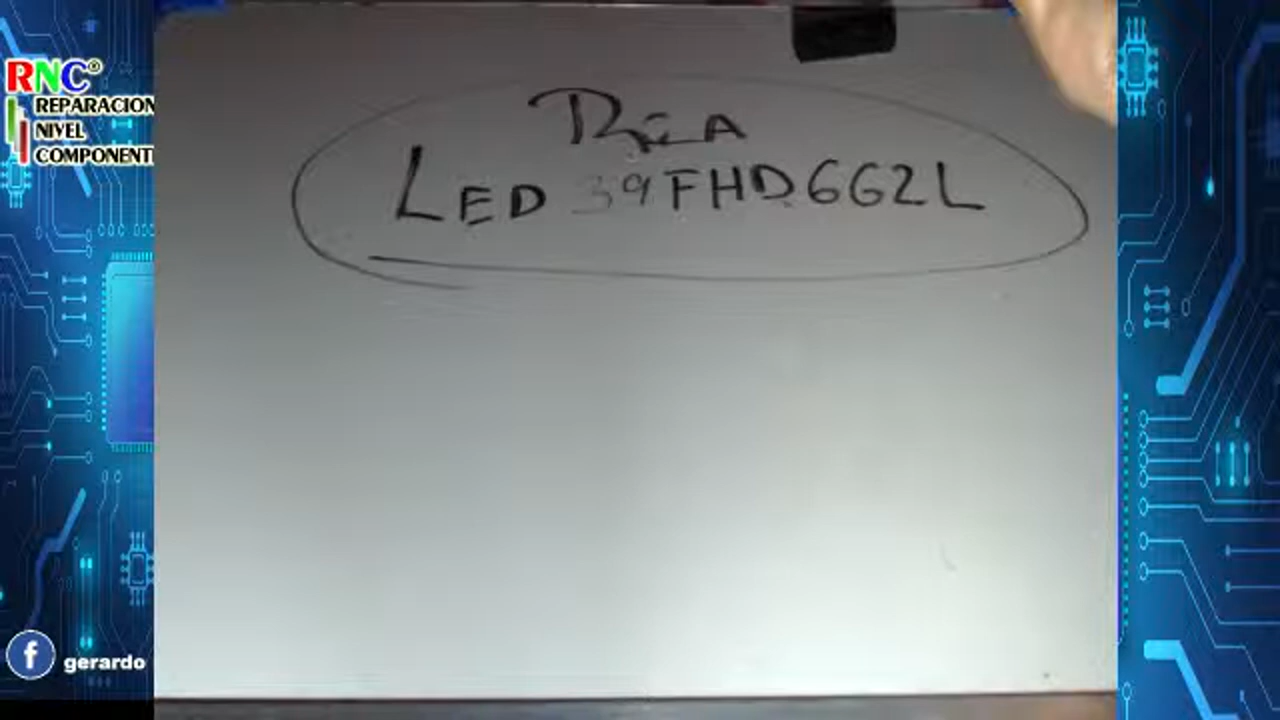 RNC®
REPARACION
NIVEL
COMPONENT
RCA
LED 39FHD662L
f gerardo